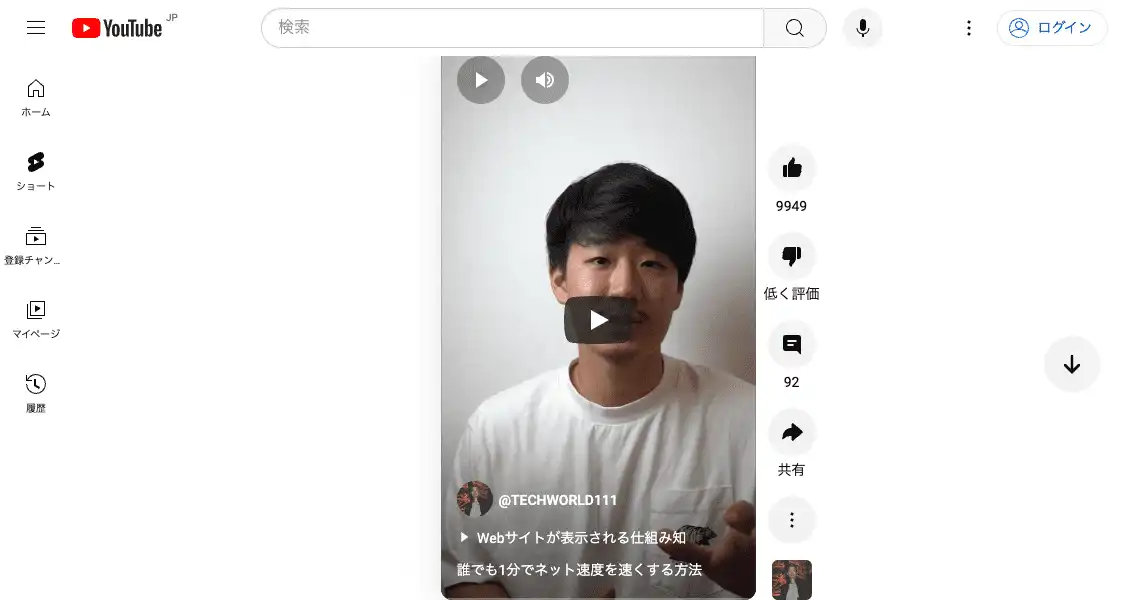 YouTube JP
検索
ログイン
ホーム
ショート
登録チャン...
マイページ
履歴
9949
低く評価
92
共有
@TECHWORLD111
Webサイトが表示される仕組み知
誰でも1分でネット速度を速くする方法